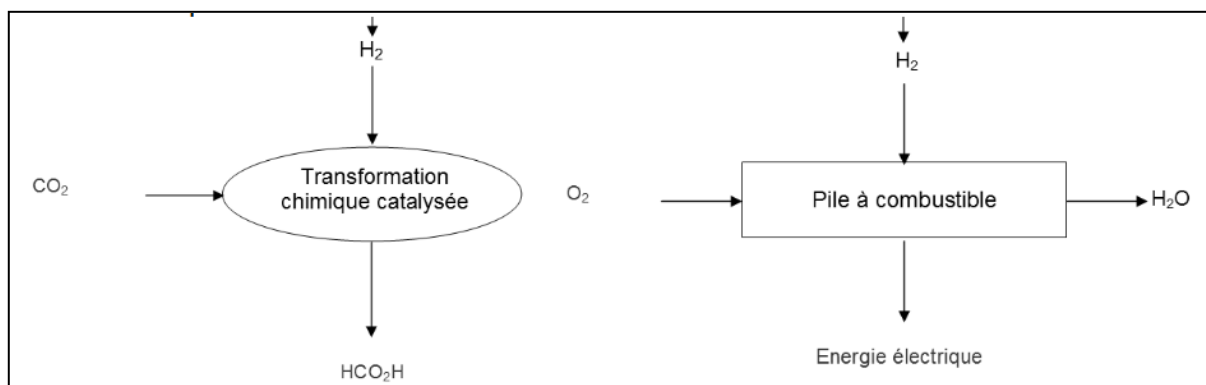 H₂
H₂
Transformation
chimique catalysée
CO₂
O₂
Pile à combustible
H₂O
HCO₂H
Energie électrique